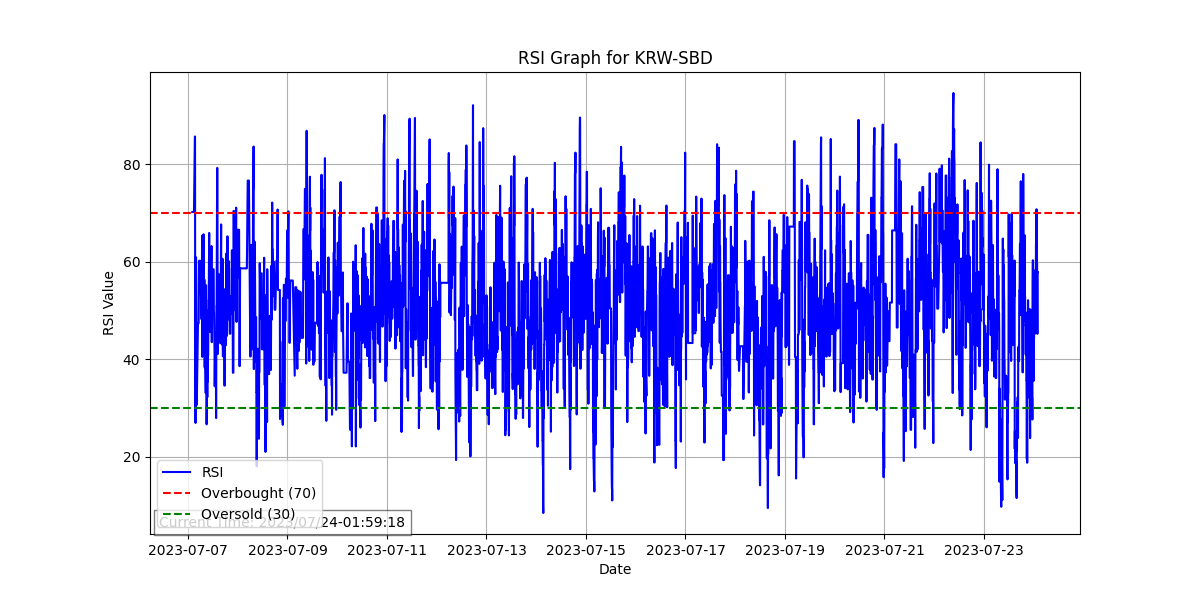 RSI Graph for KRW-SBD
RSI Value
80
60
40
20
RSI
Overbought (70)
Oversold (30)
Current Time: 2023/07/24-01:59:18
2023-07-07 2023-07-09 2023-07-11 2023-07-13 2023-07-15 2023-07-17 2023-07-19 2023-07-21 2023-07-23
Date